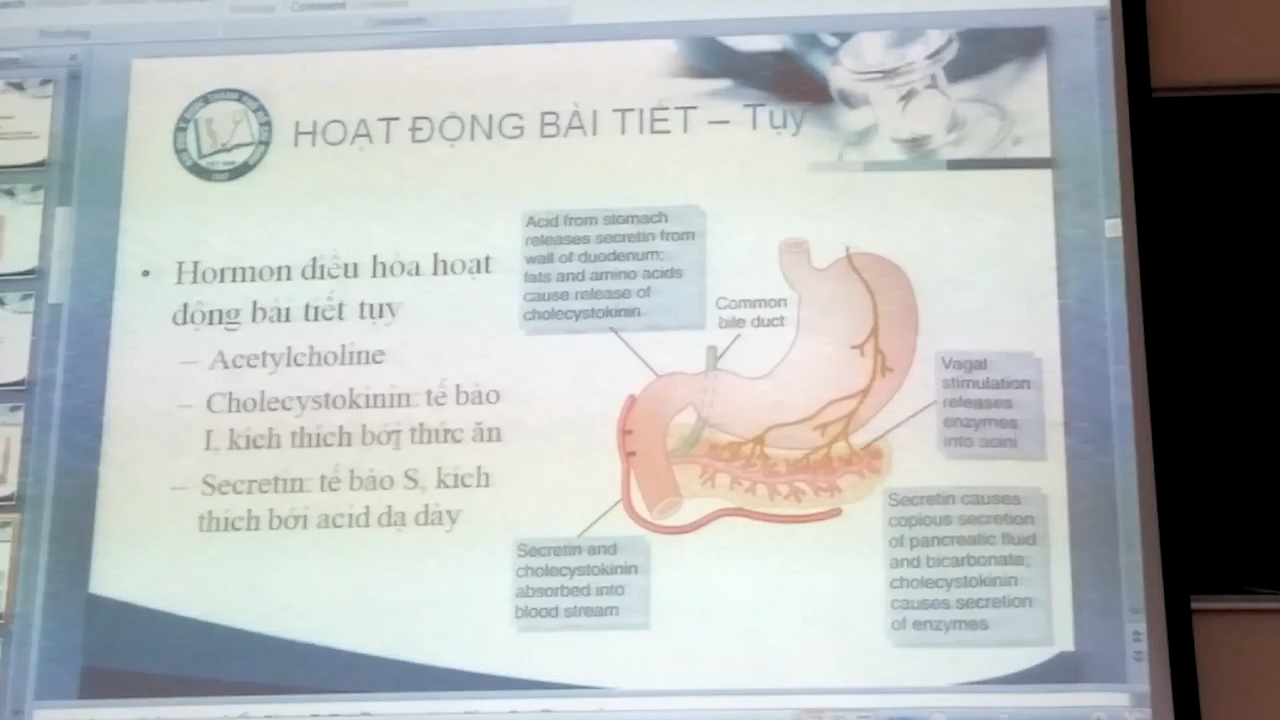 Comment
Comments
HOẠT ĐỘNG BÀI TIẾT – Tụy
• Hormon điều hòa hoạt
động bài tiết tụy
– Acetylcholine
– Cholecystokinin: tế bào
I, kích thích bởi thức ăn
– Secretin: tế bào S, kích
thích bởi acid dạ dày
Acid from stomach
releases secretin from
wall of duodenum;
fats and amino acids
cause release of
cholecystokinin
Common
bile duct
Vagal
stimulation
releases
enzymes
into acini
Secretin and
cholecystokinin
absorbed into
blood stream
Secretin causes
copious secretion
of pancreatic fluid
and bicarbonate;
cholecystokinin
causes secretion
of enzymes